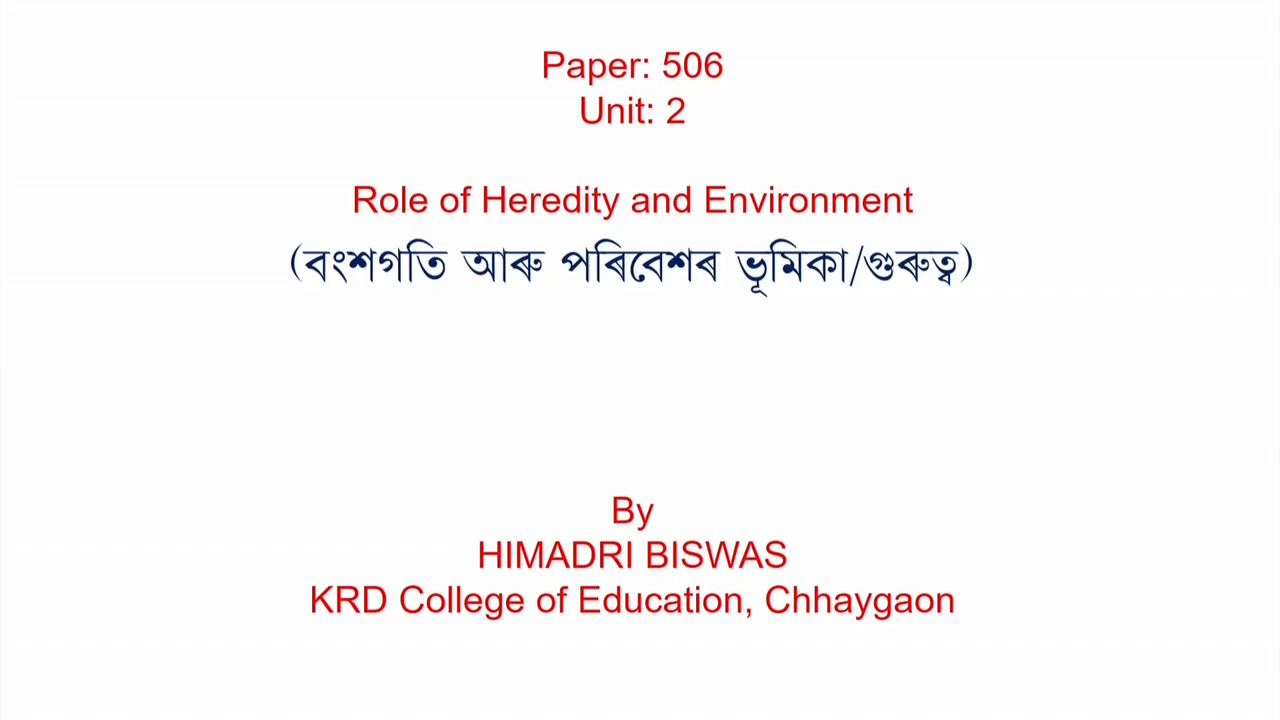 Paper: 506
Unit: 2
Role of Heredity and Environment
(বংশগতি আৰু পৰিবেশৰ ভূমিকা/গুৰুত্ব)
By
HIMADRI BISWAS
KRD College of Education, Chhaygaon